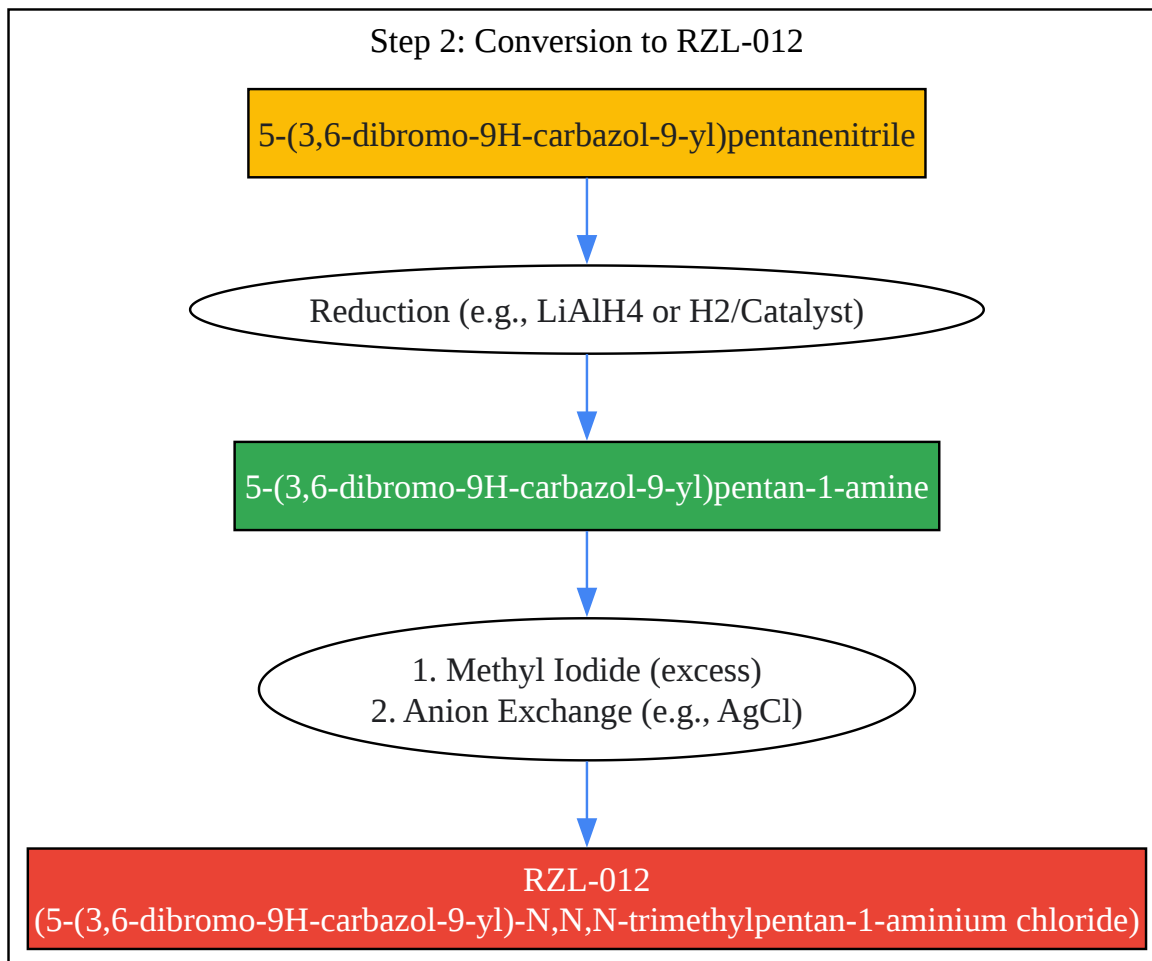 Step 2: Conversion to RZL-012
5-(3,6-dibromo-9H-carbazol-9-yl)pentanenitrile
Reduction (e.g., LiAlH4 or H2/Catalyst)
5-(3,6-dibromo-9H-carbazol-9-yl)pentan-1-amine
1. Methyl Iodide (excess)
2. Anion Exchange (e.g., AgCl)
RZL-012
(5-(3,6-dibromo-9H-carbazol-9-yl)-N,N,N-trimethylpentan-1-aminium chloride)